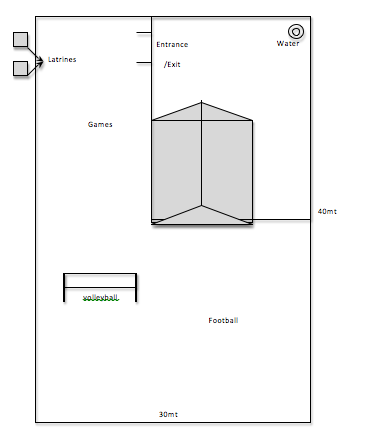 Entrance
Water
Latrines
/Exit
Games
40mt
volleyball
Football
30mt